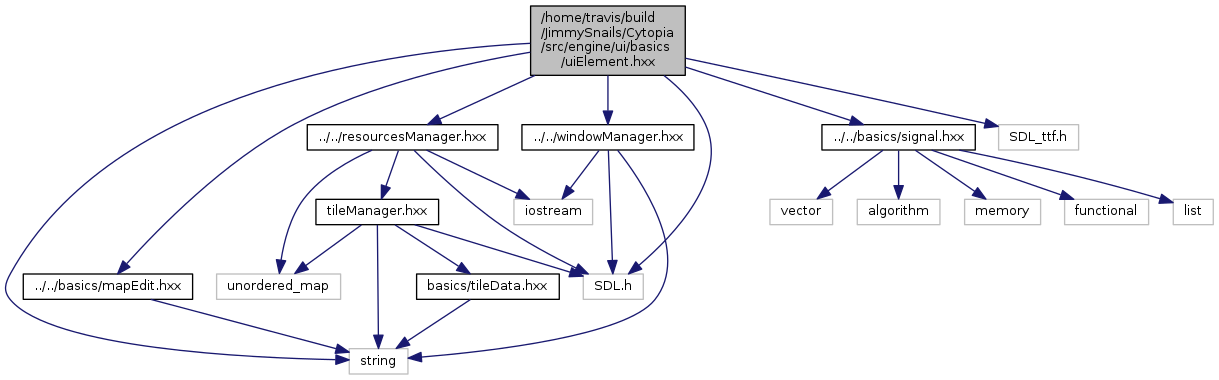 /home/travis/build
/JimmySnails/Cytopia
/src/engine/ui/basics
/uiElement.hxx
../../resourcesManager.hxx
../../windowManager.hxx
../../basics/signal.hxx
SDL_ttf.h
tileManager.hxx
iostream
vector
algorithm
memory
functional
list
../../basics/mapEdit.hxx
unordered_map
basics/tileData.hxx
SDL.h
string